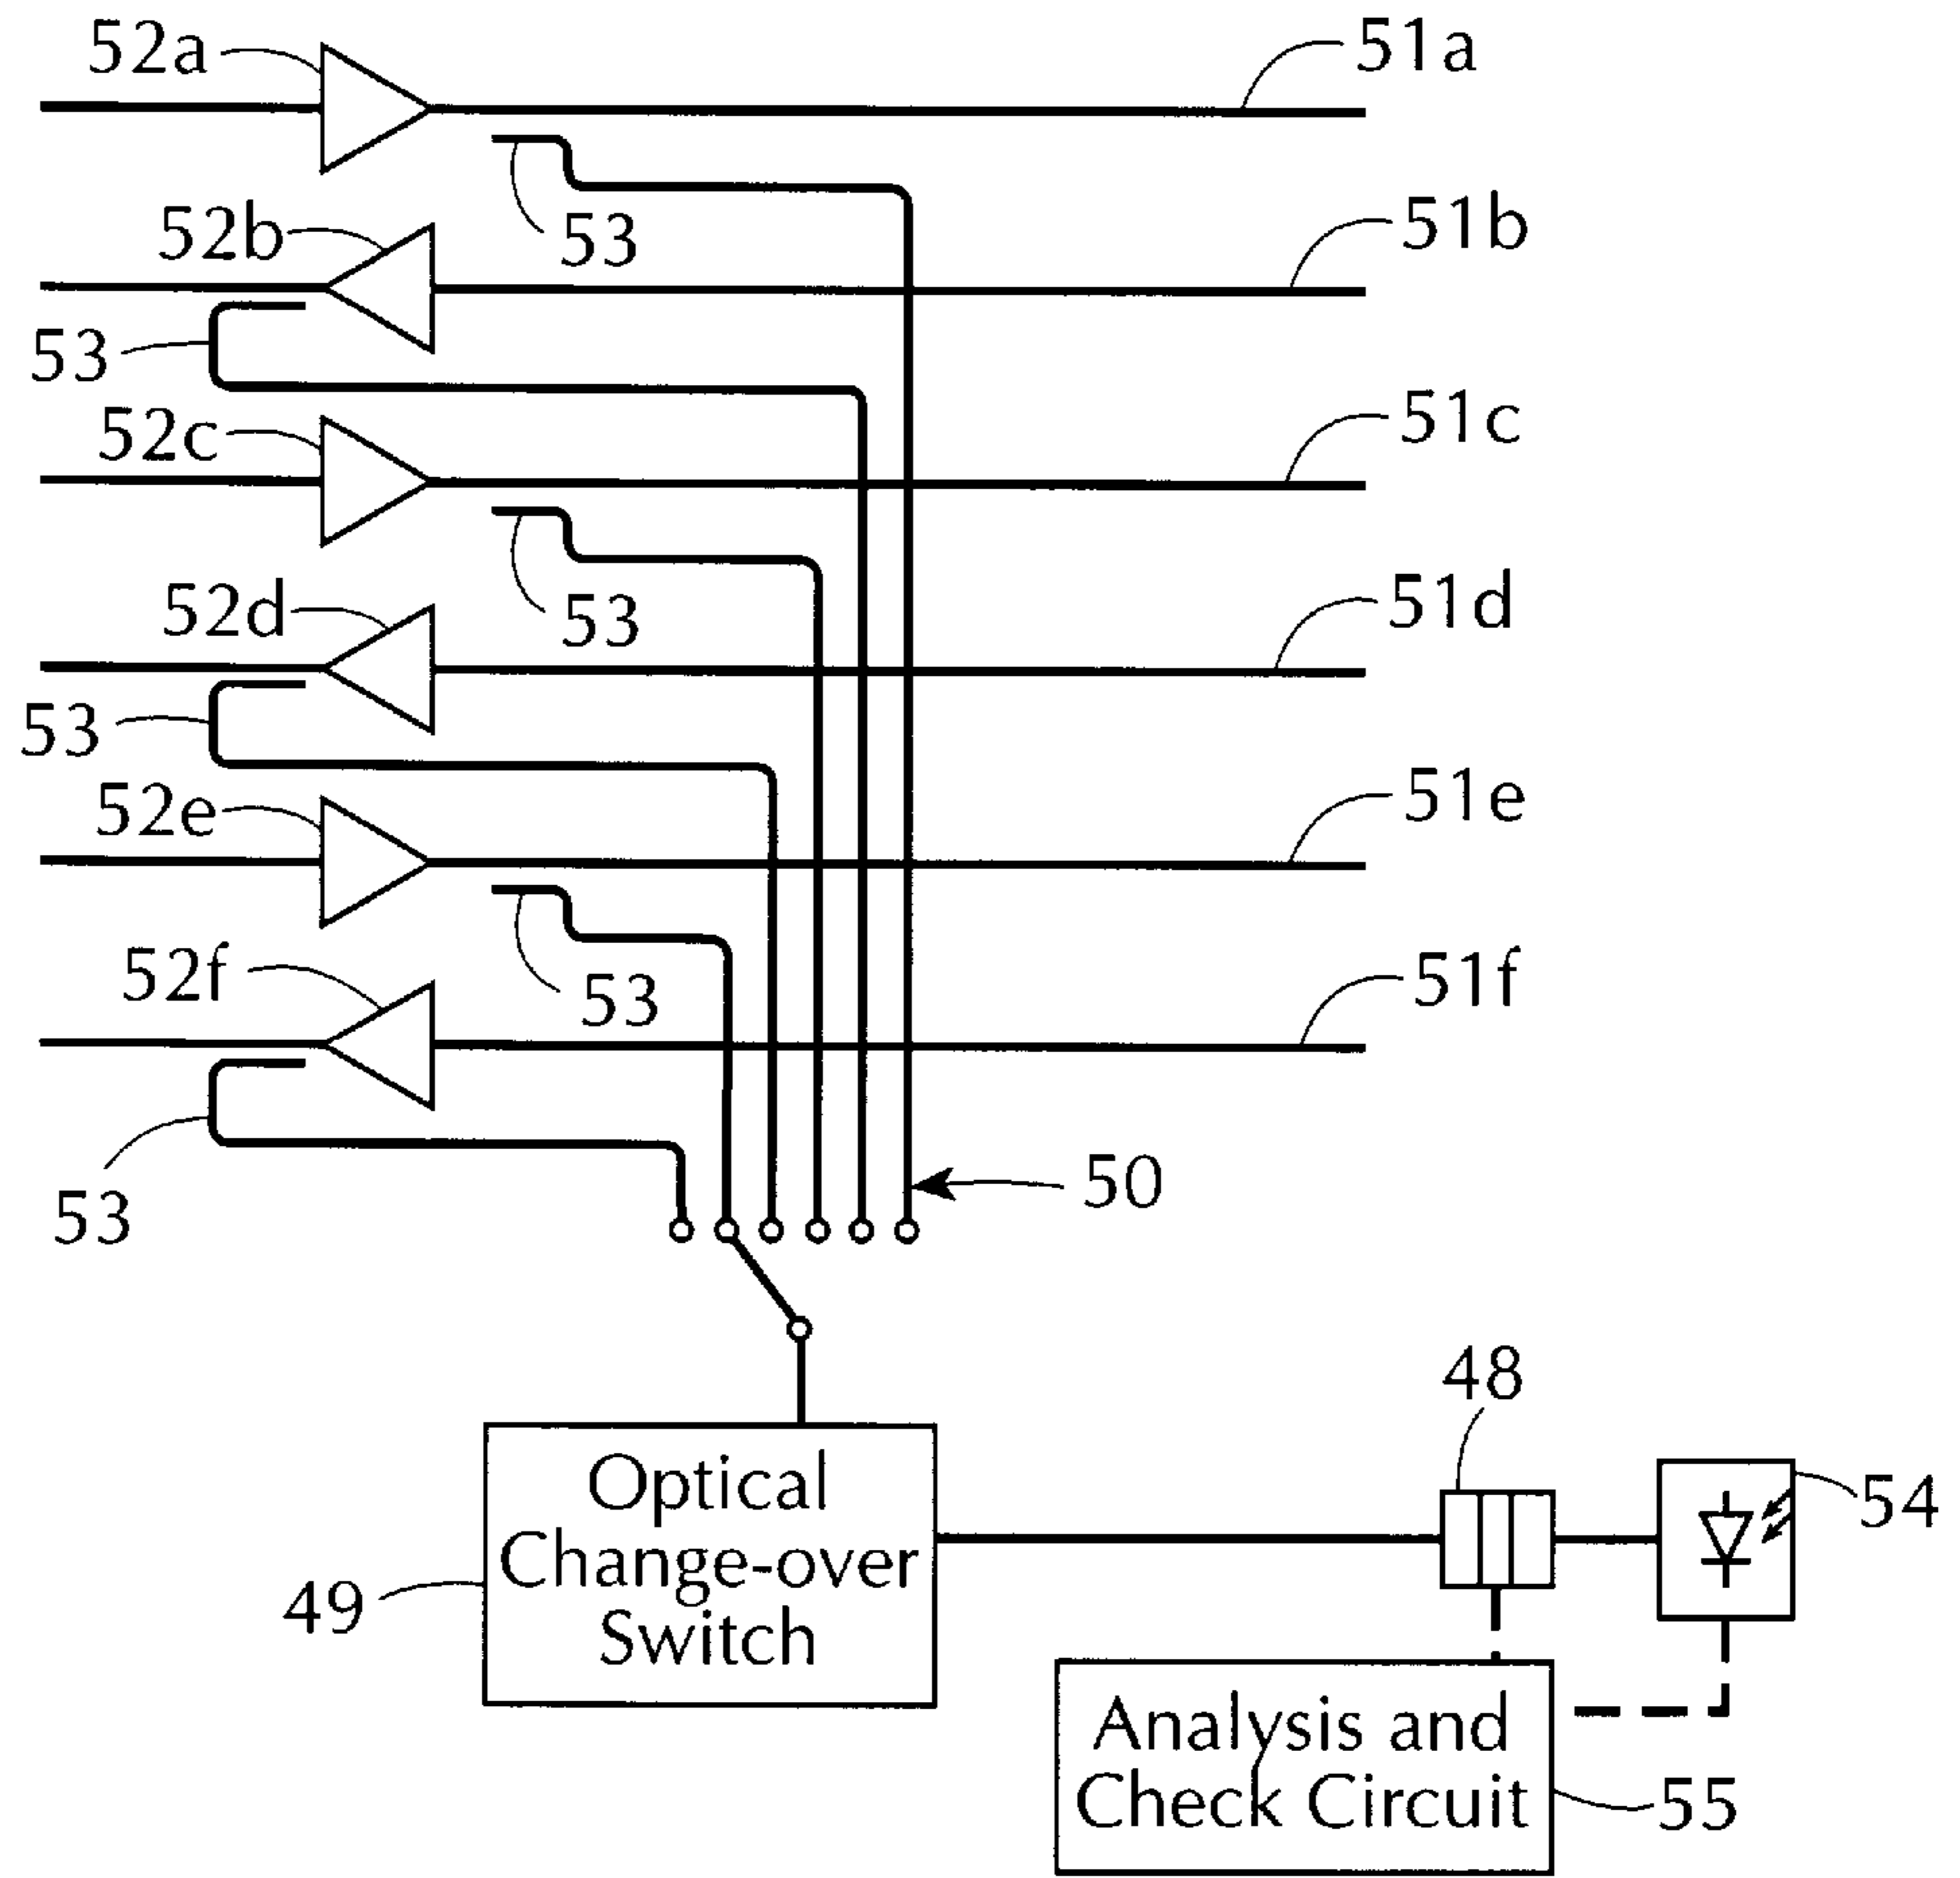 52a
51a
53
52b
51b
53
52c
51c
53
52d
51d
53
52e
51e
53
52f
51f
53
50
48
54
Optical
Change-over
Switch
49
Analysis and
Check Circuit
55